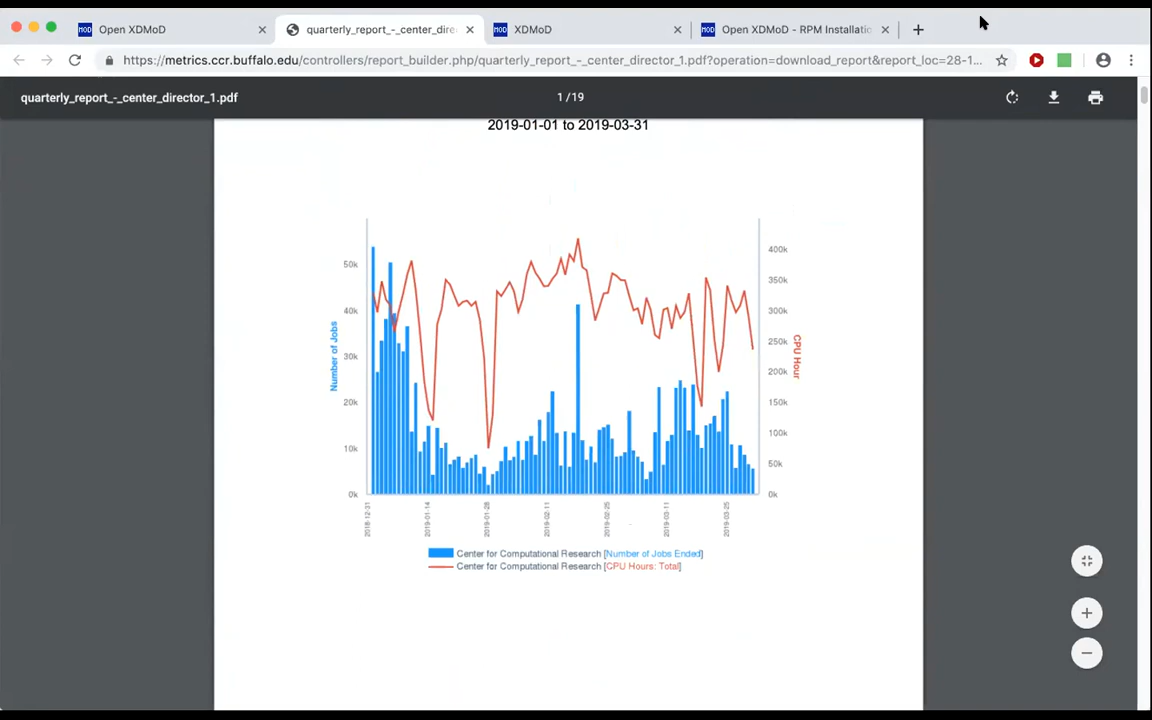 Open XDMoD
quarterly_report_-_center_dire
XDMoD
Open XDMoD - RPM Installatio
https://metrics.ccr.buffalo.edu/controllers/report_builder.php/quarterly_report_-_center_director_1.pdf?operation=download_report&report_loc=28-1...
quarterly_report_-_center_director_1.pdf
1 / 19
2019-01-01 to 2019-03-31
50k
40k
30k
20k
10k
0k
Number of Jobs
400k
350k
300k
250k
200k
150k
100k
50k
0k
CPU Hour
2018-12-31
2019-01-14
2019-01-28
2019-02-11
2019-02-25
2019-03-11
2019-03-25
Center for Computational Research [Number of Jobs Ended]
Center for Computational Research [CPU Hours: Total]